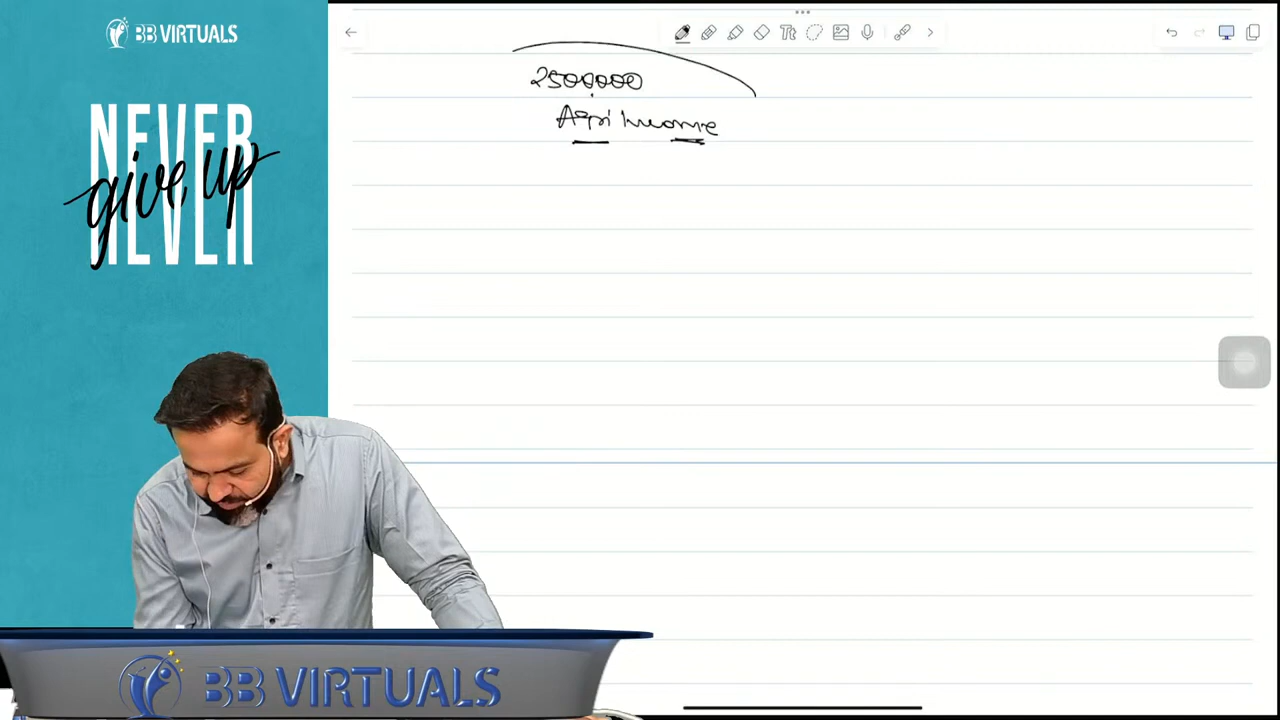 BB VIRTUALS
NEVER
give up
NEVER
2500000
Agri Income
BB VIRTUALS